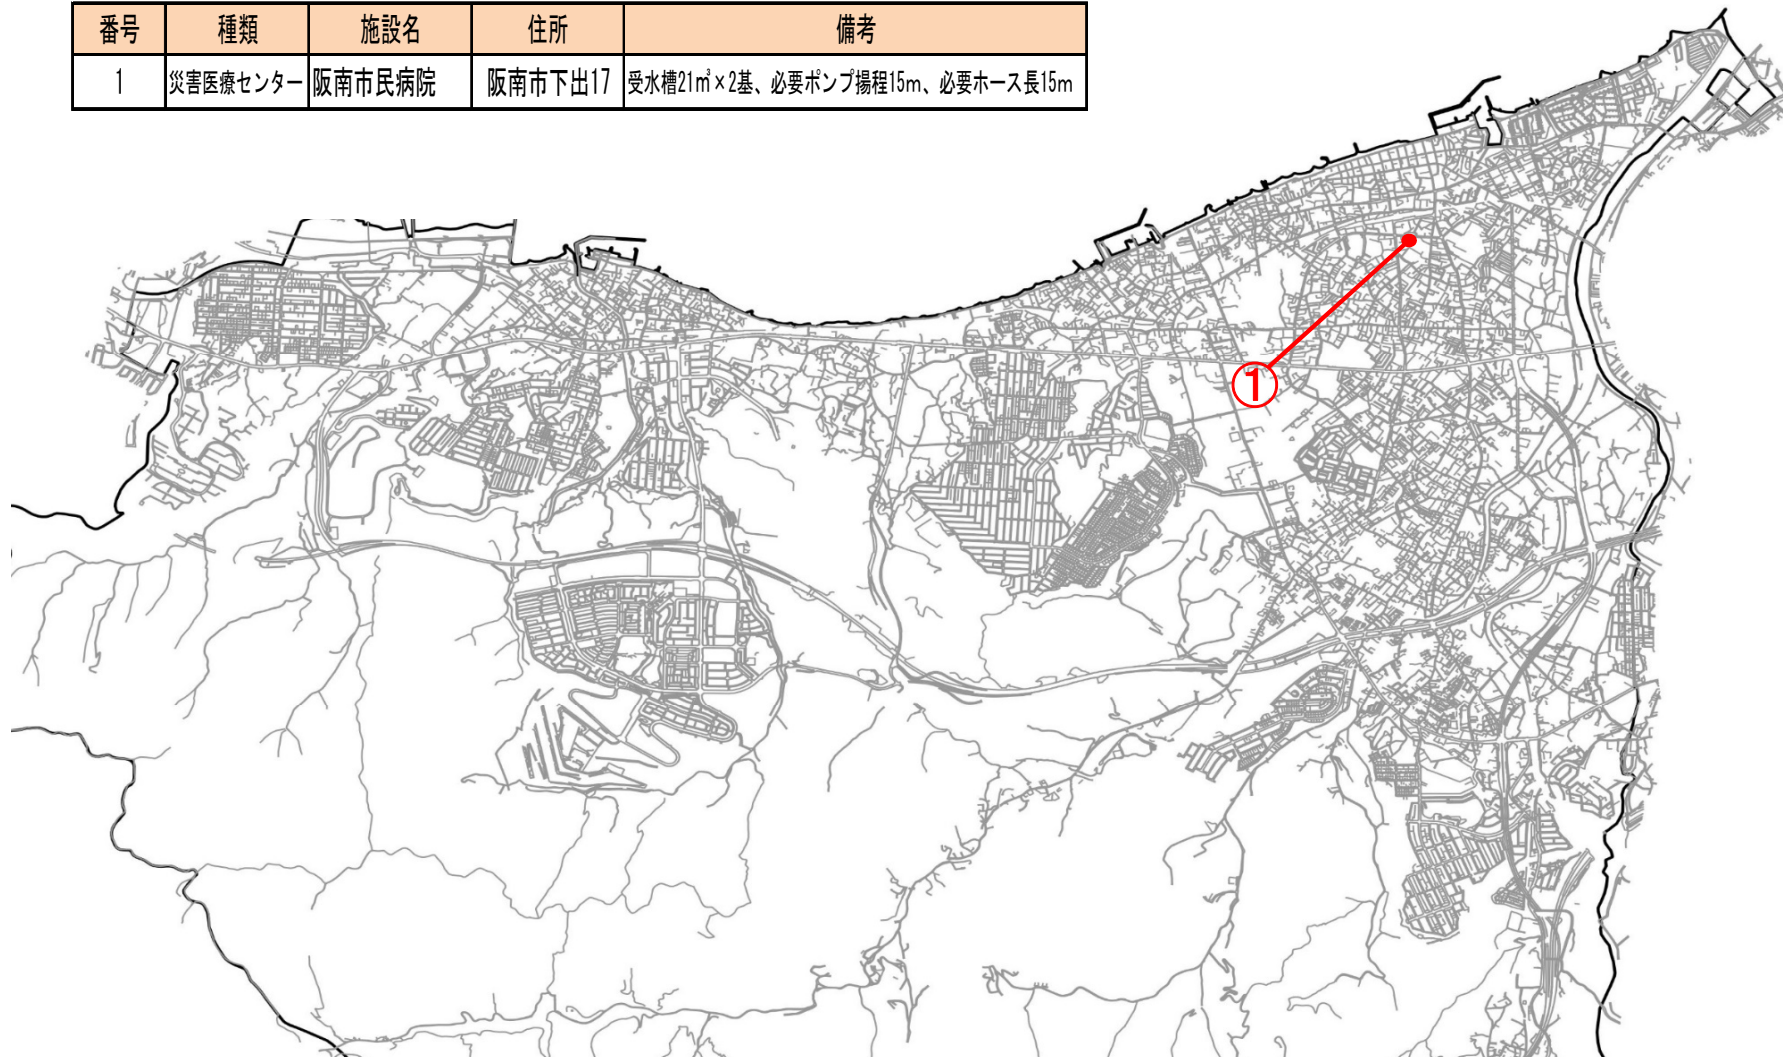 番号 種類 施設名 住所 備考
1 災害医療センター 阪南市民病院 阪南市下出17 受水槽21㎥×2基、必要ポンプ揚程15m、必要ホース長15m
①